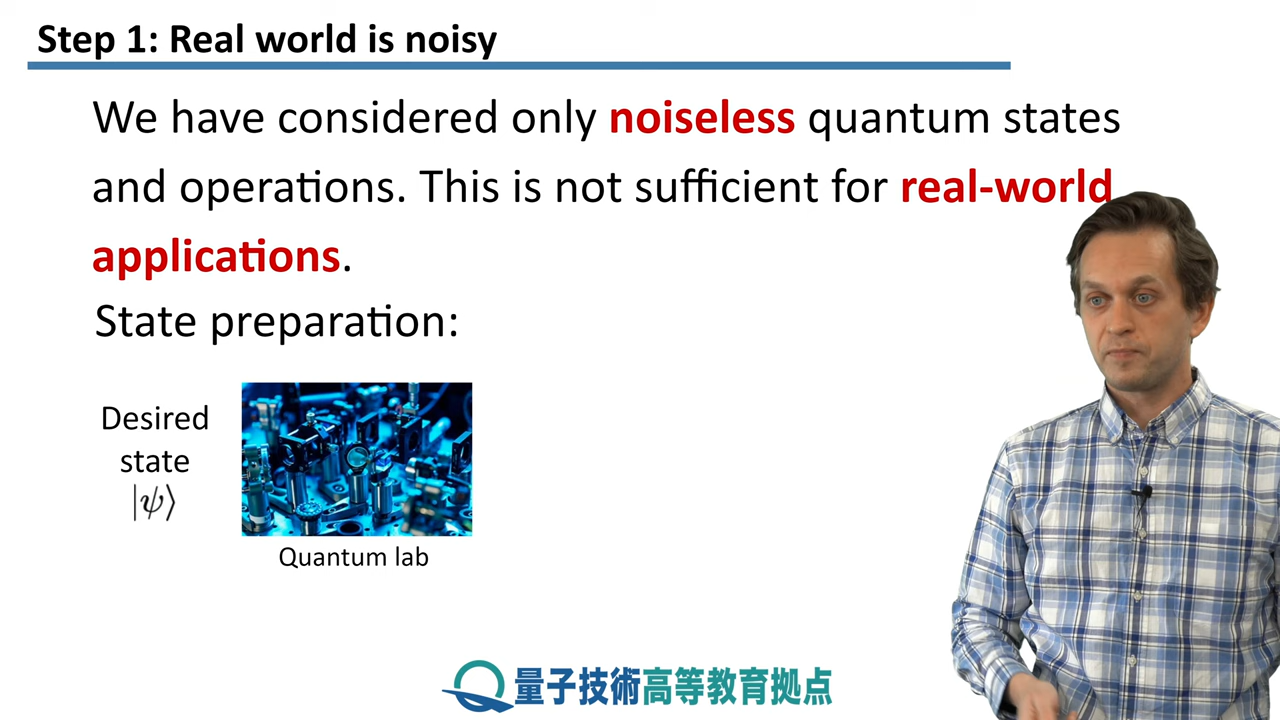 Step 1: Real world is noisy
We have considered only noiseless quantum states
and operations. This is not sufficient for real-world
applications.
State preparation:
Desired
state
|ψ⟩
Quantum lab
量子技術高等教育拠点